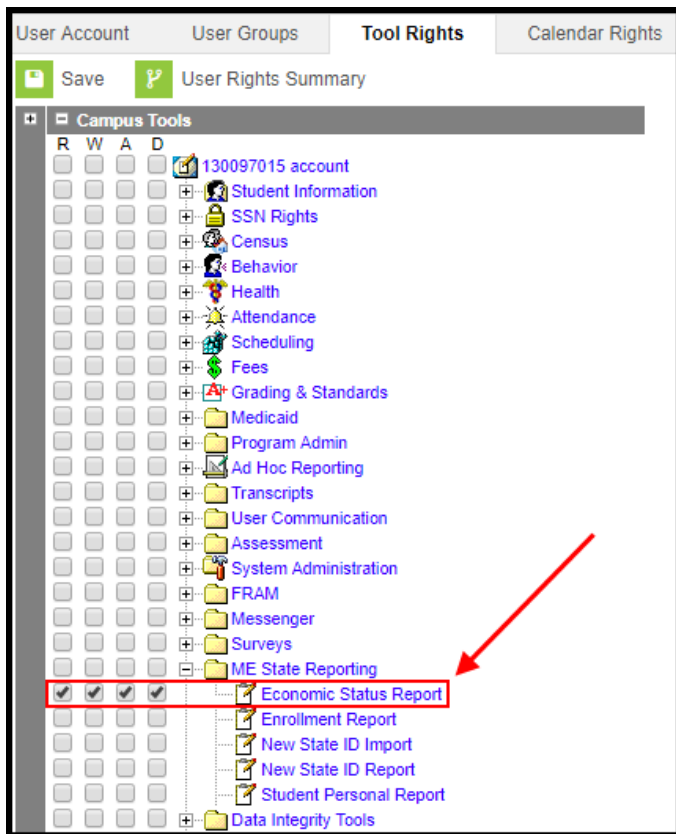 User Account User Groups Tool Rights Calendar Rights
Save User Rights Summary
Campus Tools
R W A D
130097015 account
Student Information
SSN Rights
Census
Behavior
Health
Attendance
Scheduling
Fees
Grading & Standards
Medicaid
Program Admin
Ad Hoc Reporting
Transcripts
User Communication
Assessment
System Administration
FRAM
Messenger
Surveys
ME State Reporting
Economic Status Report
Enrollment Report
New State ID Import
New State ID Report
Student Personal Report
Data Integrity Tools